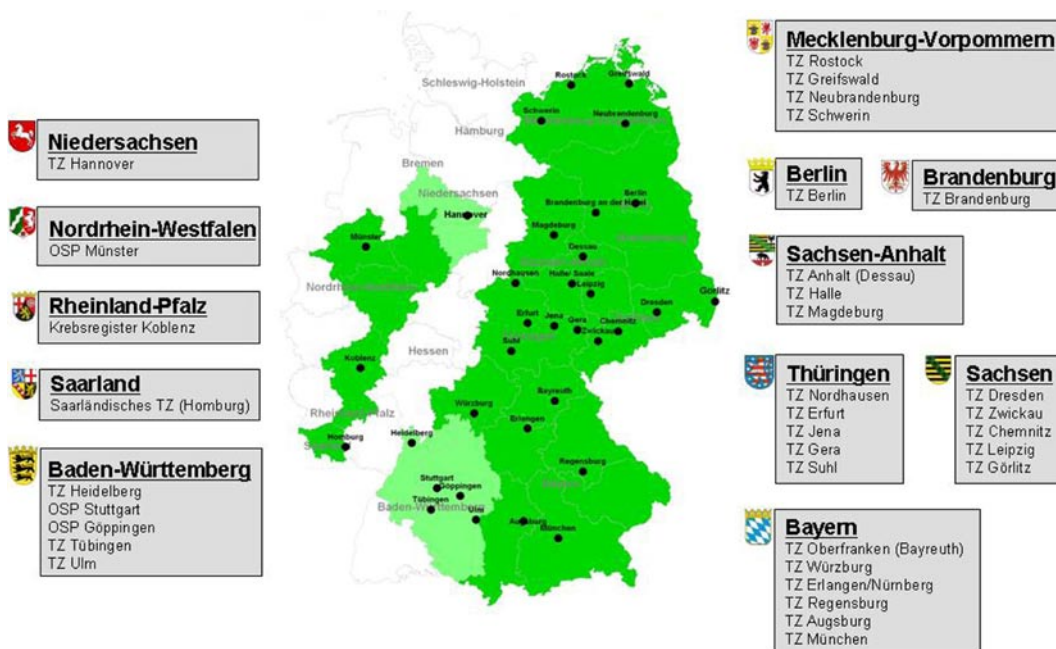 Niedersachsen
TZ Hannover
Nordrhein-Westfalen
OSP Münster
Rheinland-Pfalz
Krebsregister Koblenz
Saarland
Saarländisches TZ (Homburg)
Baden-Württemberg
TZ Heidelberg
OSP Stuttgart
OSP Göppingen
TZ Tübingen
TZ Ulm
Schleswig-Holstein
Rostock
Greifswald
Schwerin
Neubrandenburg
Hamburg
Bremen
Niedersachsen
Hannover
Berlin
Brandenburg an der Havel
Magdeburg
Münster
Dessau
Nordhausen
Halle/ Saale
Leipzig
Görlitz
Dresden
Erfurt
Jena
Gera
Chemnitz
Zwickau
Suhl
Hessen
Koblenz
Bayreuth
Rheinland-Pfalz
Würzburg
Erlangen
Homburg
Heidelberg
Regensburg
Stuttgart
Göppingen
Tübingen
Baden-Württemberg
Ulm
Augsburg
München
Mecklenburg-Vorpommern
TZ Rostock
TZ Greifswald
TZ Neubrandenburg
TZ Schwerin
Berlin
TZ Berlin
Brandenburg
TZ Brandenburg
Sachsen-Anhalt
TZ Anhalt (Dessau)
TZ Halle
TZ Magdeburg
Thüringen
TZ Nordhausen
TZ Erfurt
TZ Jena
TZ Gera
TZ Suhl
Sachsen
TZ Dresden
TZ Zwickau
TZ Chemnitz
TZ Leipzig
TZ Görlitz
Bayern
TZ Oberfranken (Bayreuth)
TZ Würzburg
TZ Erlangen/Nürnberg
TZ Regensburg
TZ Augsburg
TZ München